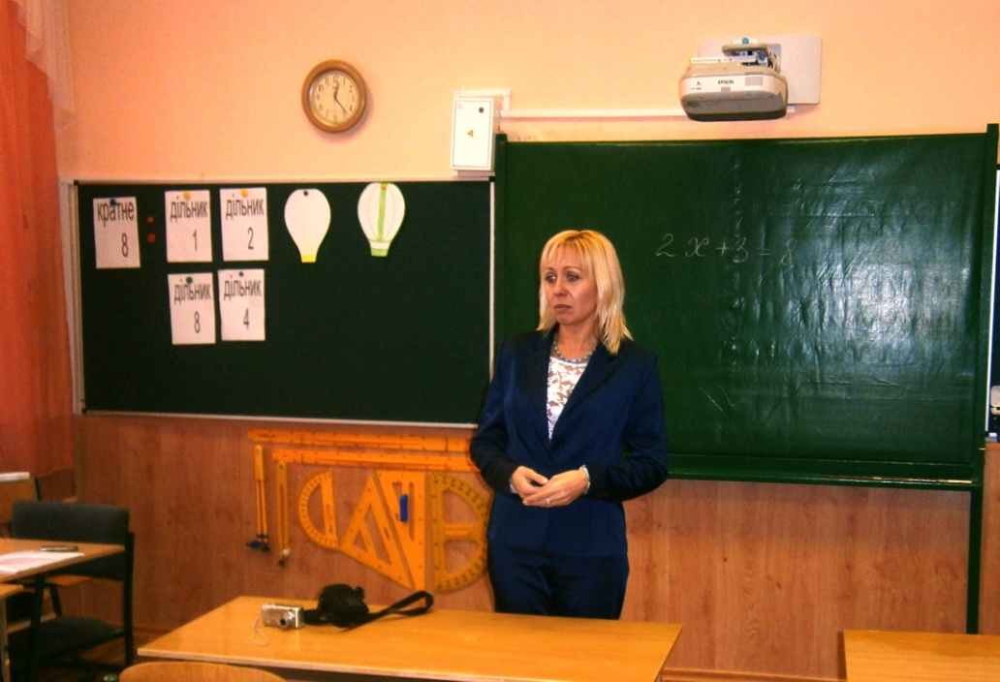 кратне
8
дільник
1
дільник
2
дільник
8
дільник
4
2x+3=8
EPSON